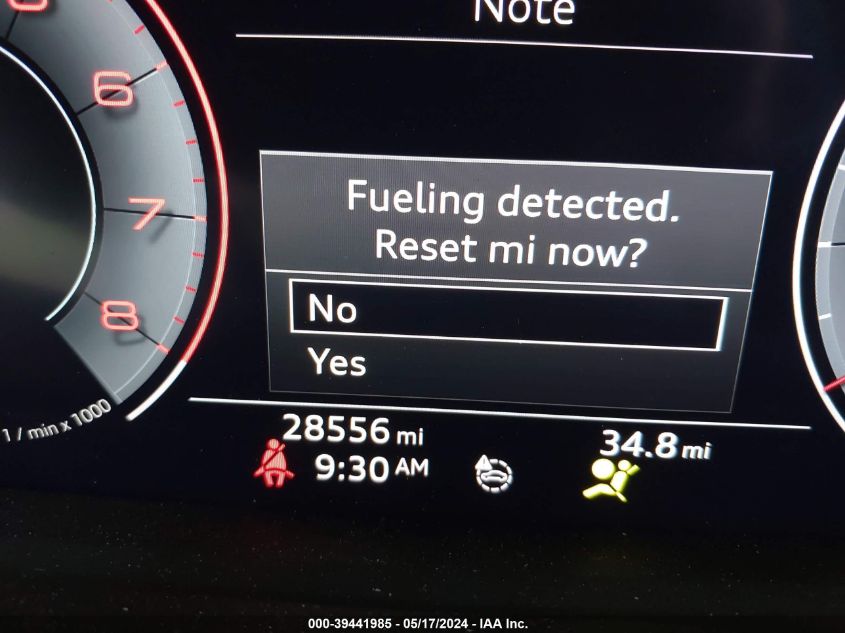 Note
6
7
8
1 / min x 1000
Fueling detected.
Reset mi now?
No
Yes
28556 mi
34.8 mi
9:30 AM
000-39441985 - 05/17/2024 - IAA Inc.